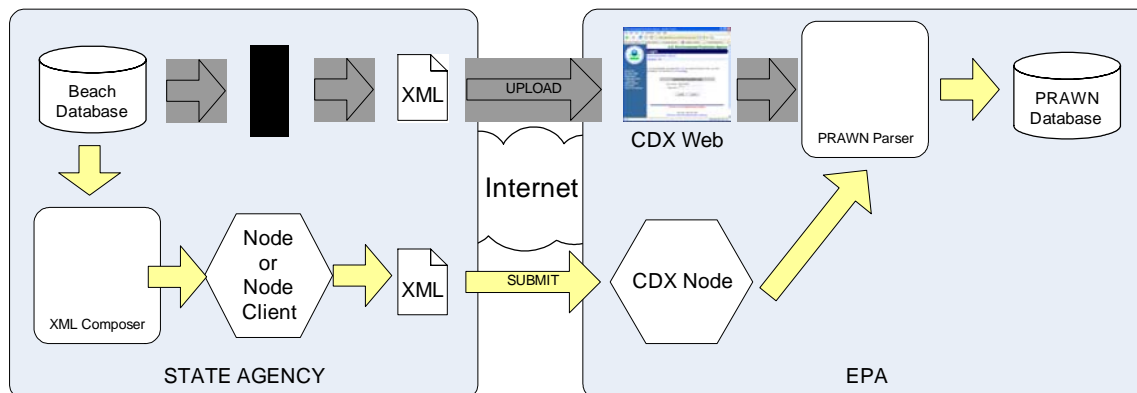 Beach
Database
XML
UPLOAD
CDX Web
PRAWN Parser
PRAWN
Database
Internet
XML Composer
Node
or
Node
Client
XML
SUBMIT
CDX Node
STATE AGENCY
EPA